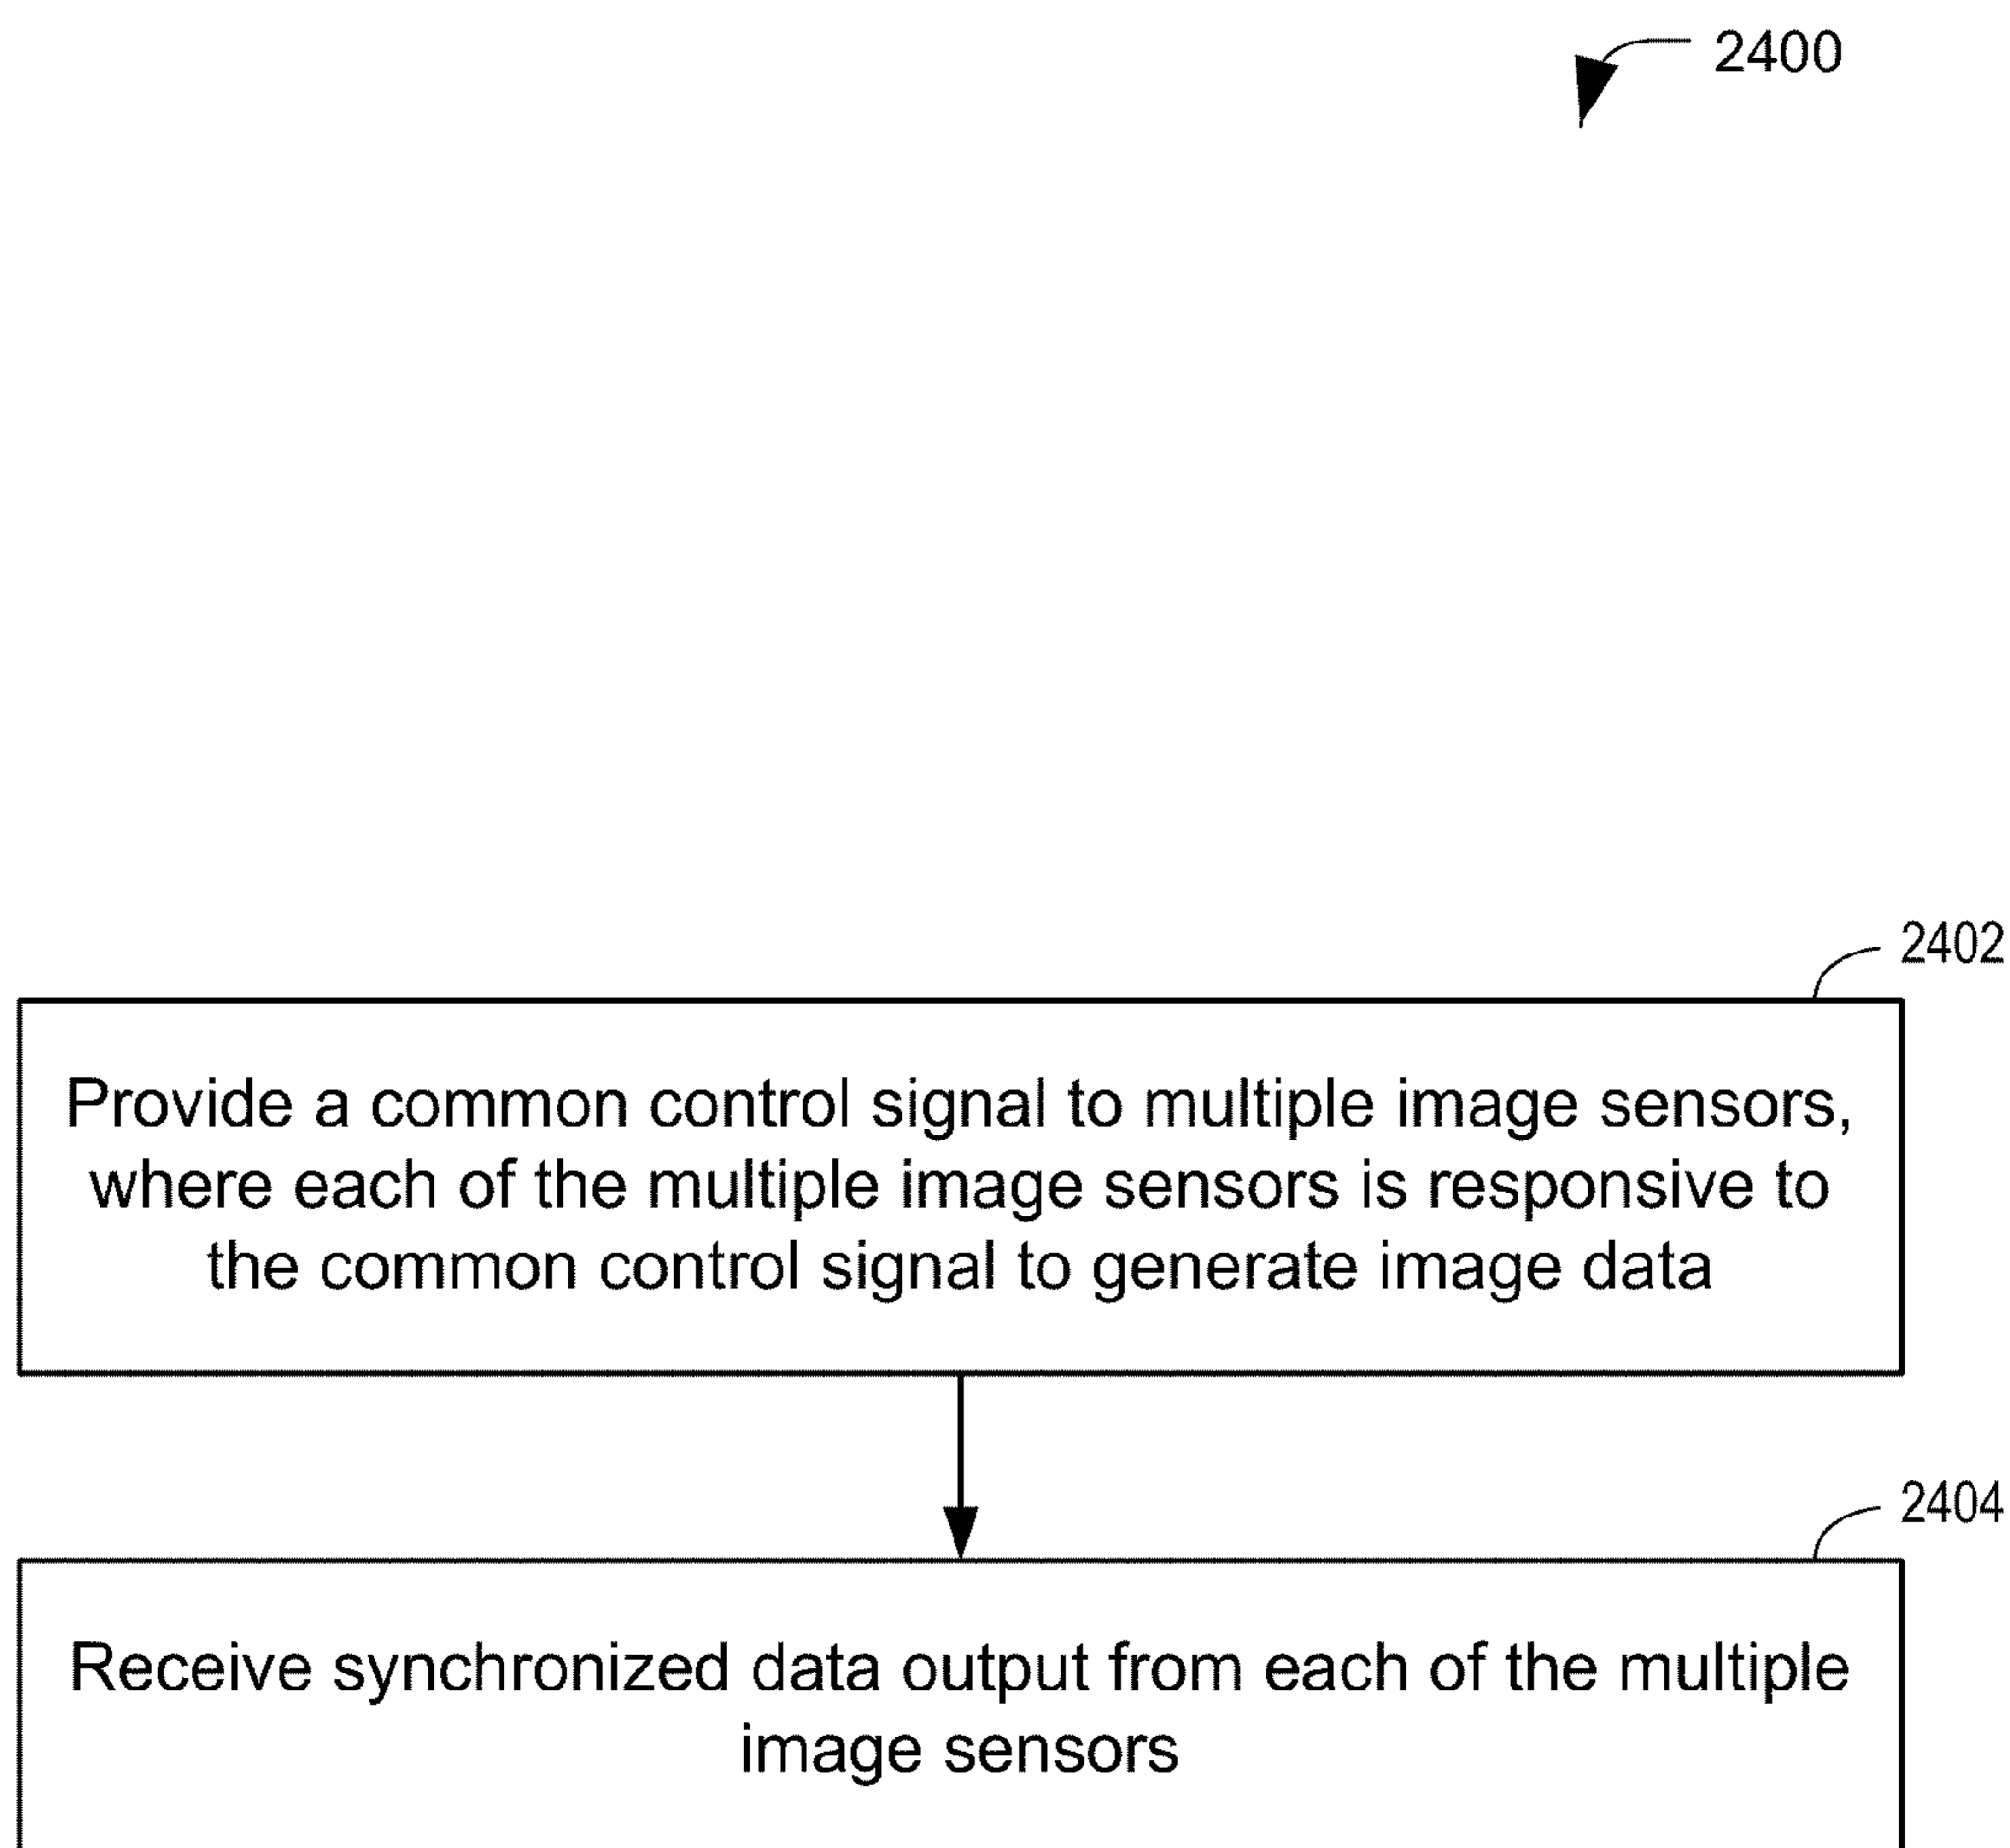 2400
2402
Provide a common control signal to multiple image sensors,
where each of the multiple image sensors is responsive to
the common control signal to generate image data
2404
Receive synchronized data output from each of the multiple
image sensors